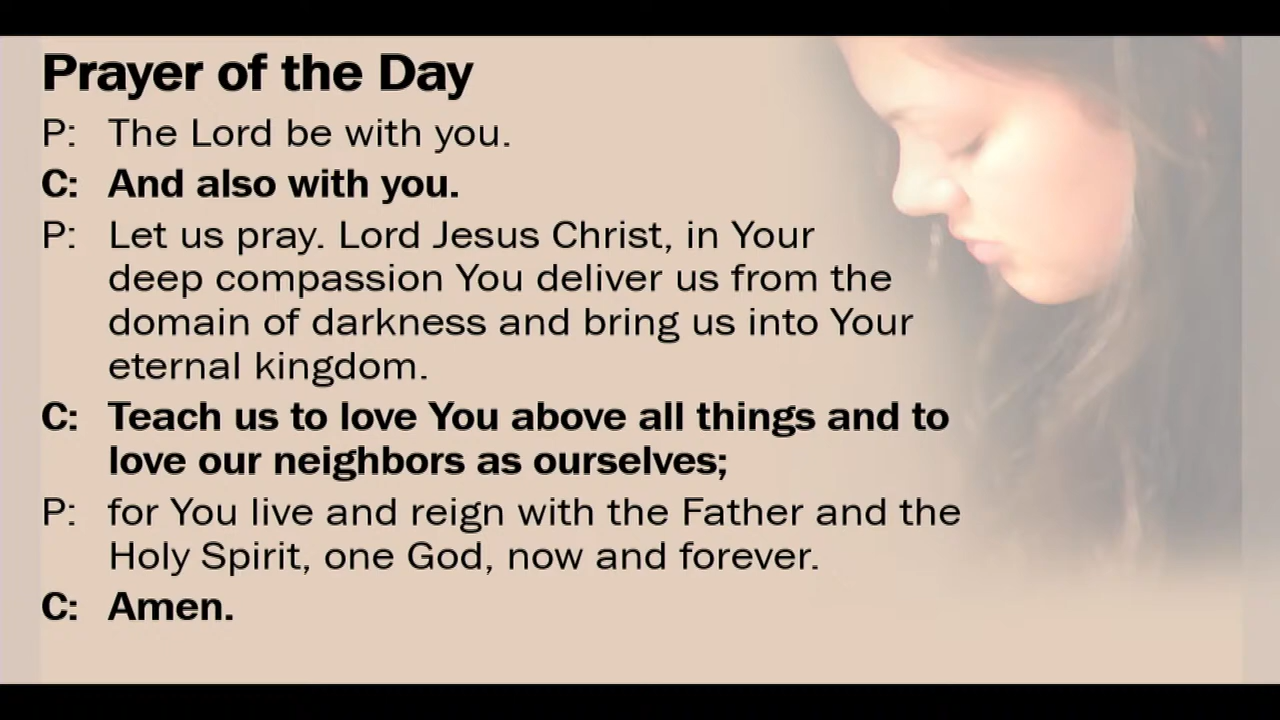 Prayer of the Day
P: The Lord be with you.
C: And also with you.
P: Let us pray. Lord Jesus Christ, in Your
deep compassion You deliver us from the
domain of darkness and bring us into Your
eternal kingdom.
C: Teach us to love You above all things and to
love our neighbors as ourselves;
P: for You live and reign with the Father and the
Holy Spirit, one God, now and forever.
C: Amen.